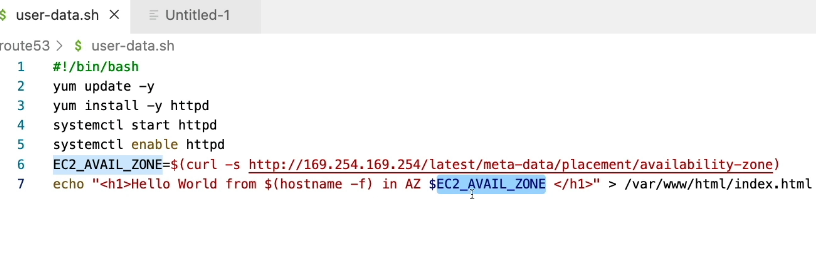 $ user-data.sh × Untitled-1
route53 > $ user-data.sh
1 #!/bin/bash
2 yum update -y
3 yum install -y httpd
4 systemctl start httpd
5 systemctl enable httpd
6 EC2_AVAIL_ZONE=$(curl -s http://169.254.169.254/latest/meta-data/placement/availability-zone)
7 echo "<h1>Hello World from $(hostname -f) in AZ $EC2_AVAIL_ZONE </h1>" > /var/www/html/index.html